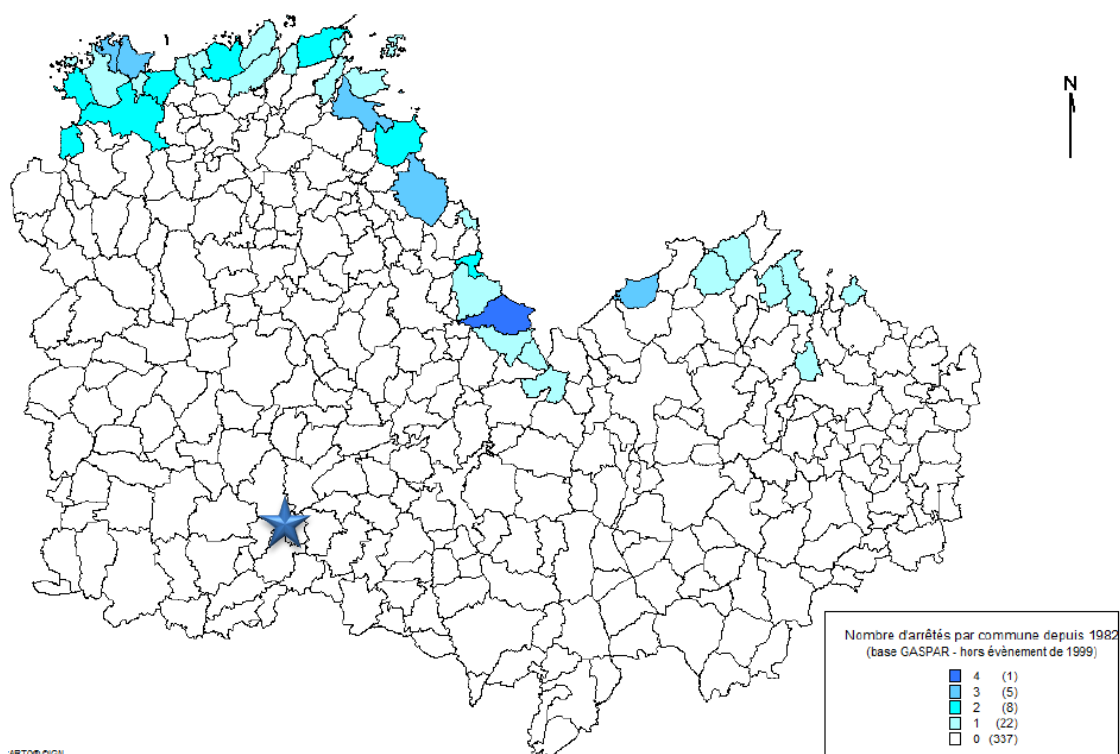 N
Nombre d'arrêtés par commune depuis 1982
(base GASPAR - hors évènement de 1999)
4 (1)
3 (5)
2 (8)
1 (22)
0 (337)